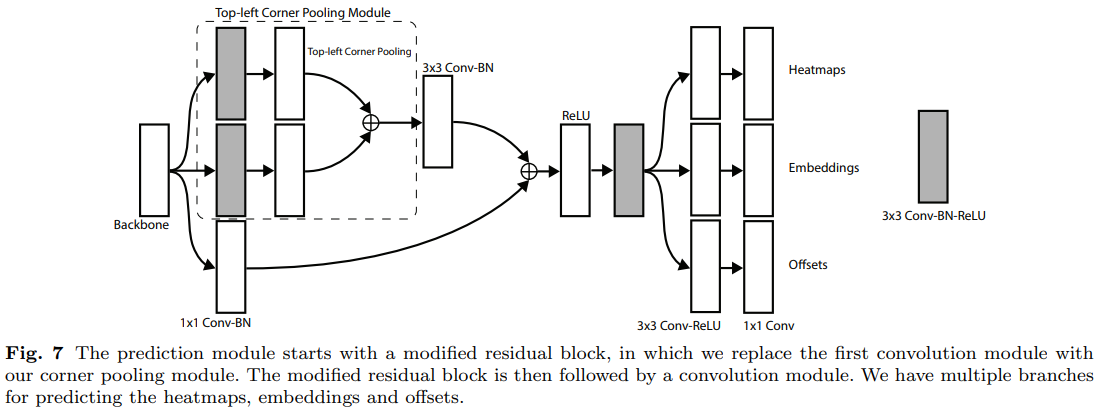 Top-left Corner Pooling Module
Top-left Corner Pooling
3x3 Conv-BN
ReLU
Heatmaps
Embeddings
Offsets
Backbone
1x1 Conv-BN
3x3 Conv-ReLU
1x1 Conv
3x3 Conv-BN-ReLU
Fig. 7 The prediction module starts with a modified residual block, in which we replace the first convolution module with
our corner pooling module. The modified residual block is then followed by a convolution module. We have multiple branches
for predicting the heatmaps, embeddings and offsets.